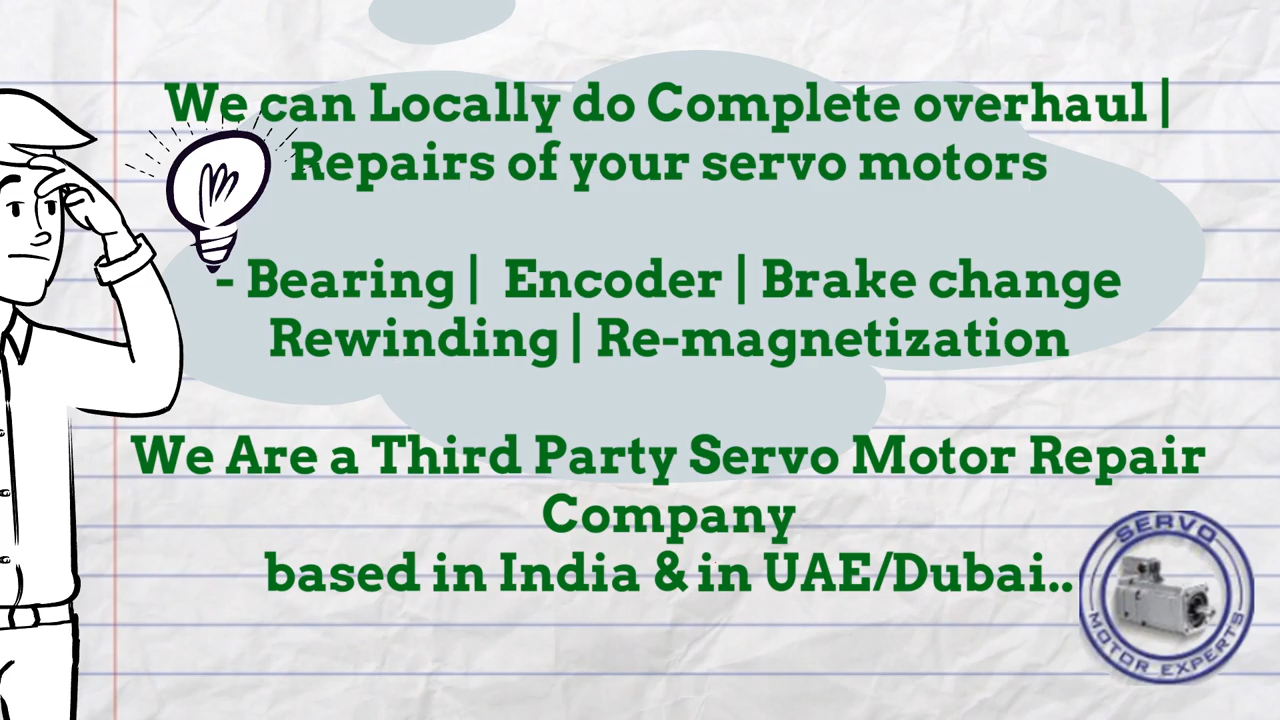 We can Locally do Complete overhaul |
Repairs of your servo motors
- Bearing |  Encoder | Brake change
Rewinding | Re-magnetization
We Are a Third Party Servo Motor Repair
Company
based in India & in UAE/Dubai..
SERVO
MOTOR EXPERTS